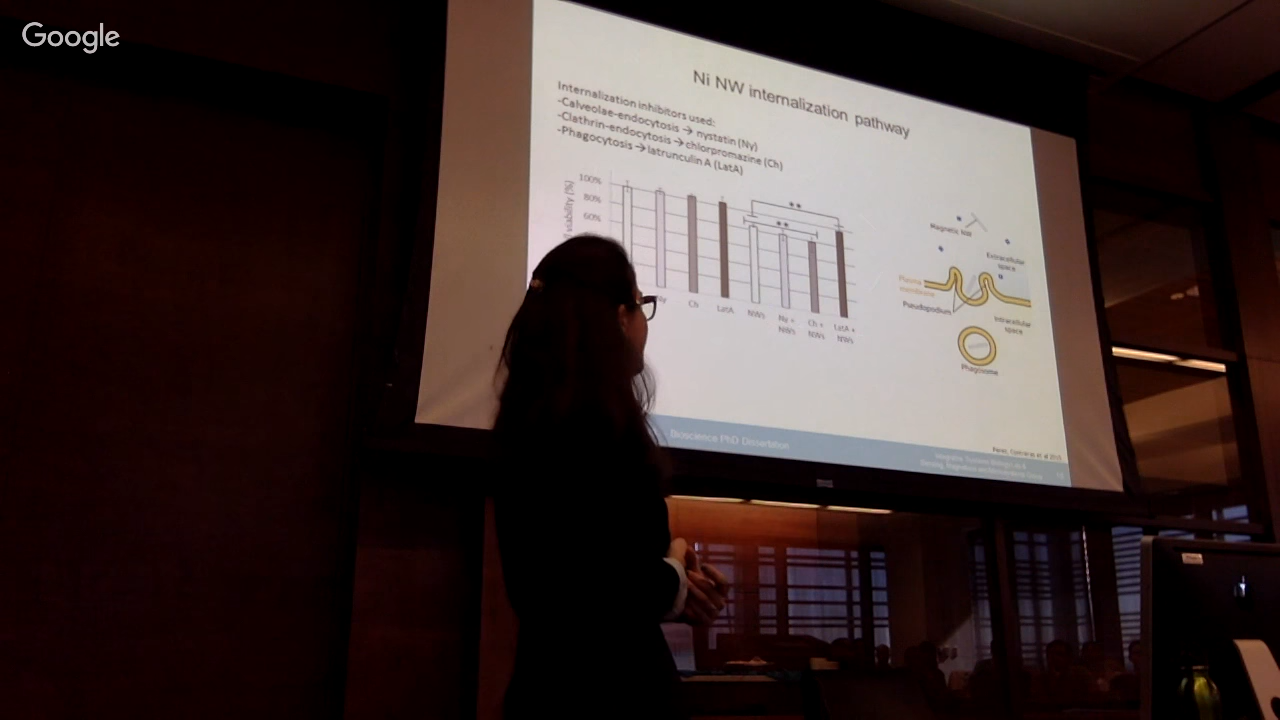 Google
Ni NW internalization pathway
Internalization inhibitors used:
-Calveolae-endocytosis → nystatin (Ny)
-Clathrin-endocytosis → chlorpromazine (Ch)
-Phagocytosis → latrunculin A (LatA)
100%
80%
60%
viability [%]
**
**
Ch
LatA
NWs
Ny +
NWs
Ch +
NWs
LatA +
NWs
Magnetic NW
Extracellular
space
Plasma
membrane
Pseudopodium
Intracellular
space
Phagosome
Bioscience PhD Dissertation